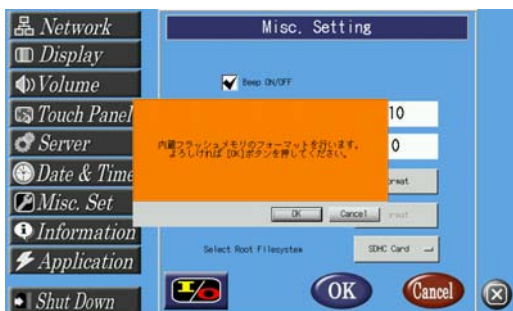 Network
Display
Volume
Touch Panel
Server
Date & Time
Misc. Set
Information
Application
Shut Down
Misc. Setting
Beep ON/OFF
10
0
内蔵フラッシュメモリのフォーマットを行います。
よろしければ [OK]ボタンを押してください。
OK
Cancel
Select Root Filesystem
SDHC Card
I/O
OK
Cancel